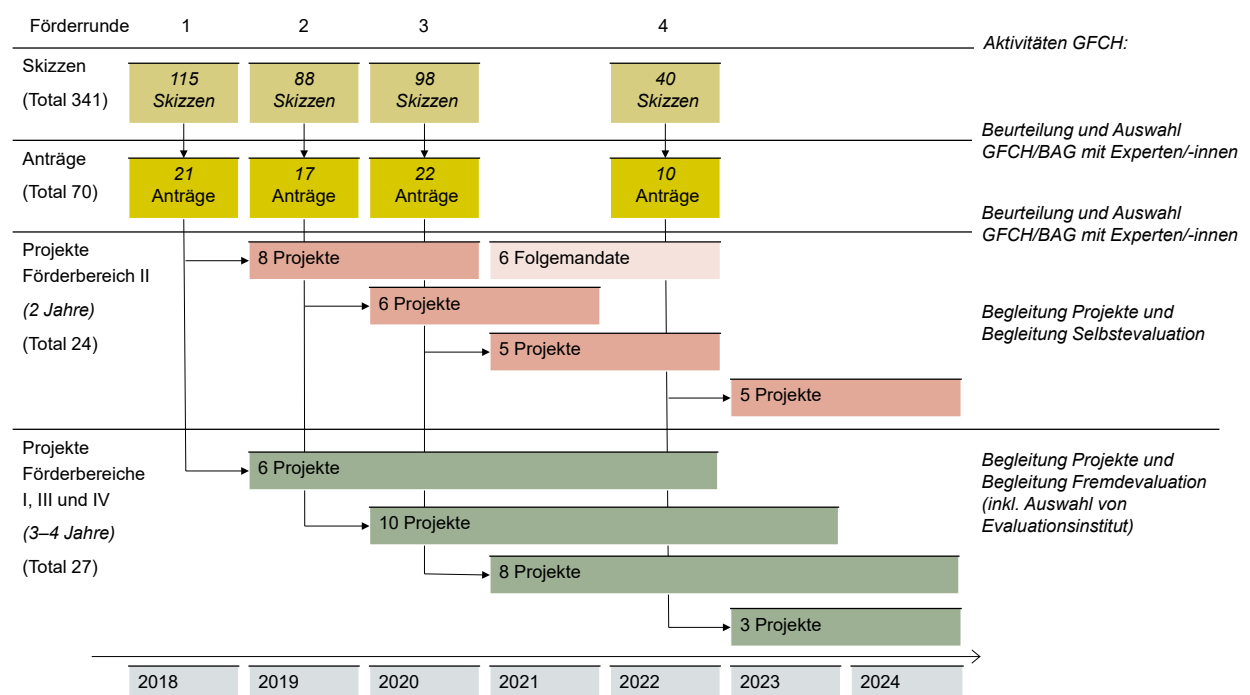 Förderrunde 1 2 3 4
Aktivitäten GFCH:
Skizzen
(Total 341)
115
Skizzen
88
Skizzen
98
Skizzen
40
Skizzen
Beurteilung und Auswahl
GFCH/BAG mit Experten/-innen
Anträge
(Total 70)
21
Anträge
17
Anträge
22
Anträge
10
Anträge
Beurteilung und Auswahl
GFCH/BAG mit Experten/-innen
Projekte
Förderbereich II
(2 Jahre)
(Total 24)
8 Projekte
6 Folgemandate
6 Projekte
5 Projekte
5 Projekte
Begleitung Projekte und
Begleitung Selbstevaluation
Projekte
Förderbereiche
I, III und IV
(3–4 Jahre)
(Total 27)
6 Projekte
10 Projekte
8 Projekte
3 Projekte
Begleitung Projekte und
Begleitung Fremdevaluation
(inkl. Auswahl von
Evaluationsinstitut)
2018 2019 2020 2021 2022 2023 2024